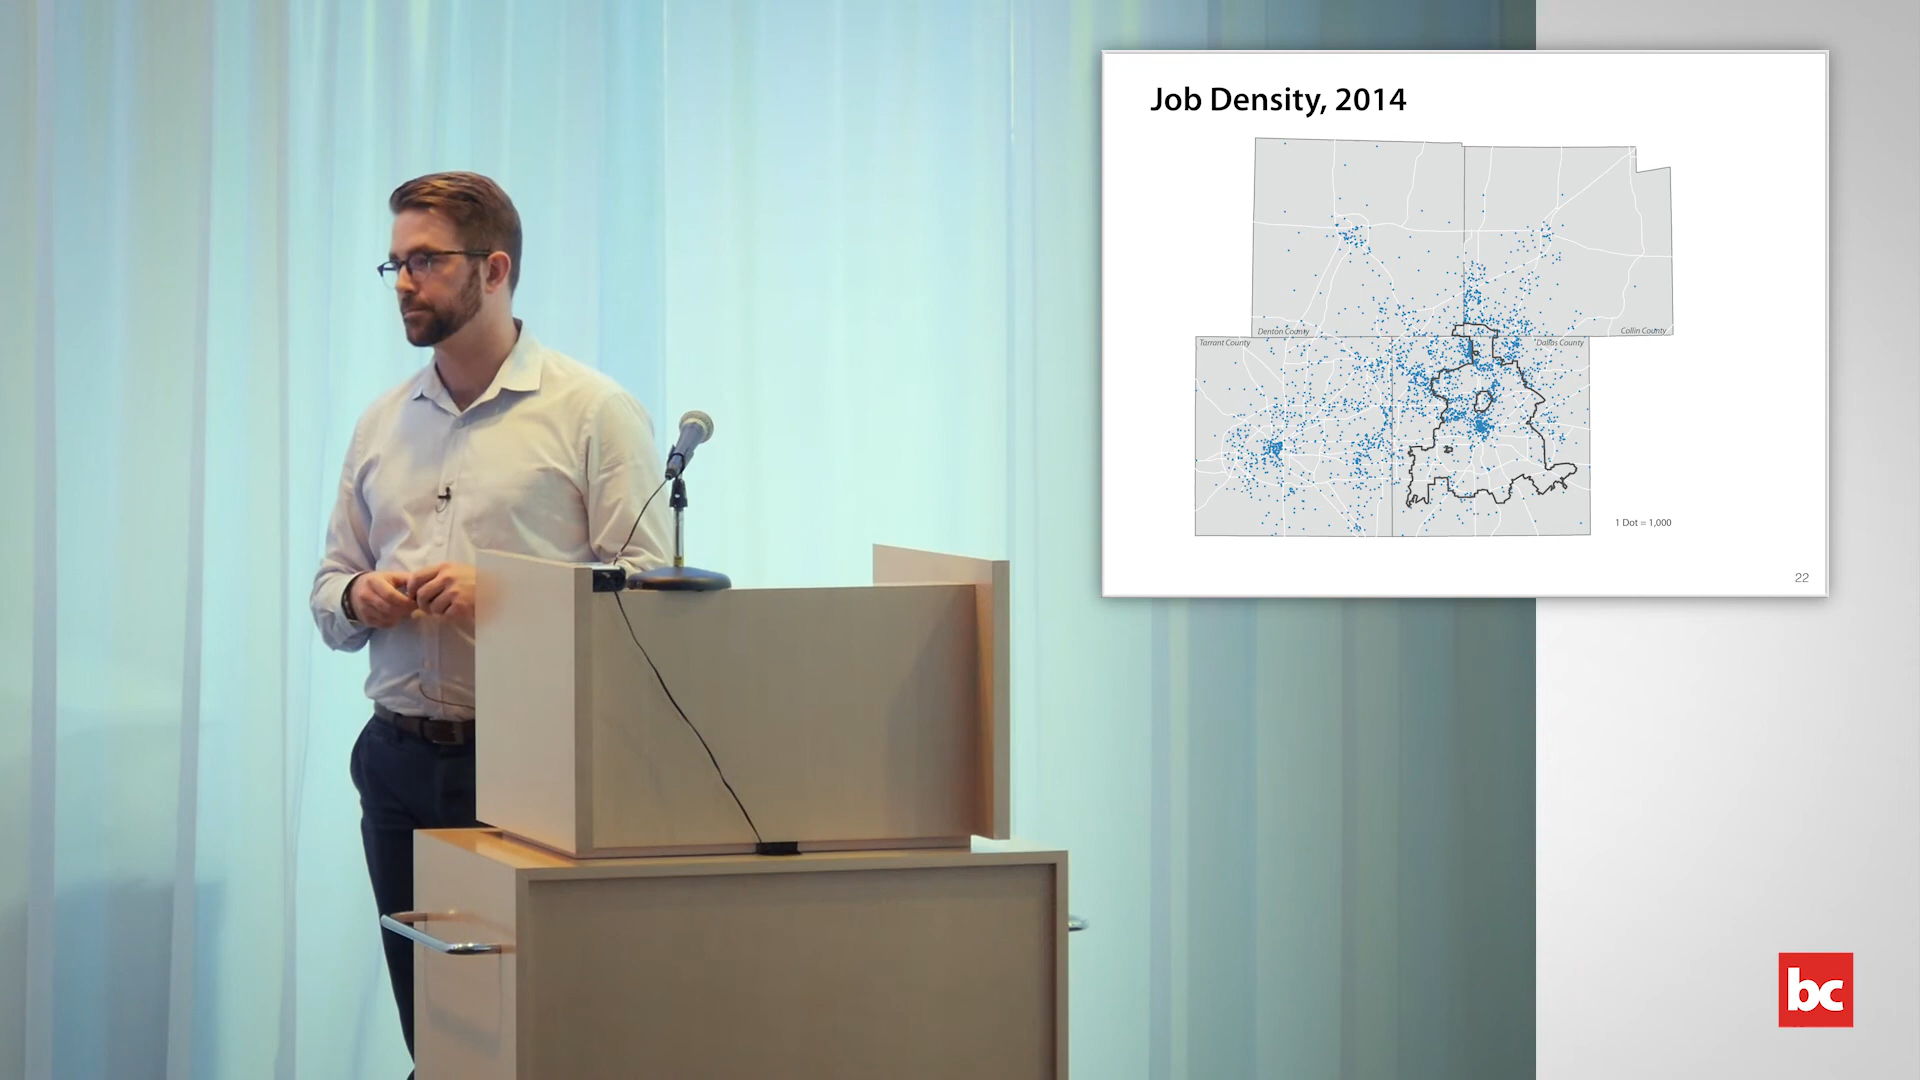 Job Density, 2014
Denton County
Collin County
Tarrant County
Dallas County
1 Dot = 1,000
22
bc